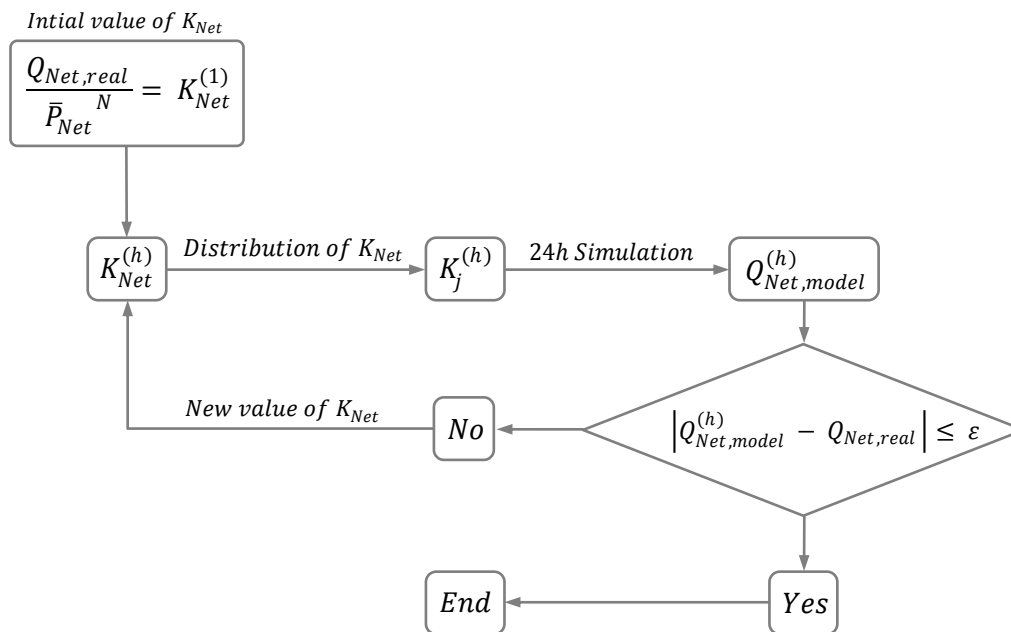 Intial value of K_Net
Q_Net,real / P̄_Net^N = K_Net^(1)
K_Net^(h)
Distribution of K_Net
K_j^(h)
24h Simulation
Q_Net,model^(h)
New value of K_Net
No
|Q_Net,model^(h) − Q_Net,real| ≤ ε
End
Yes